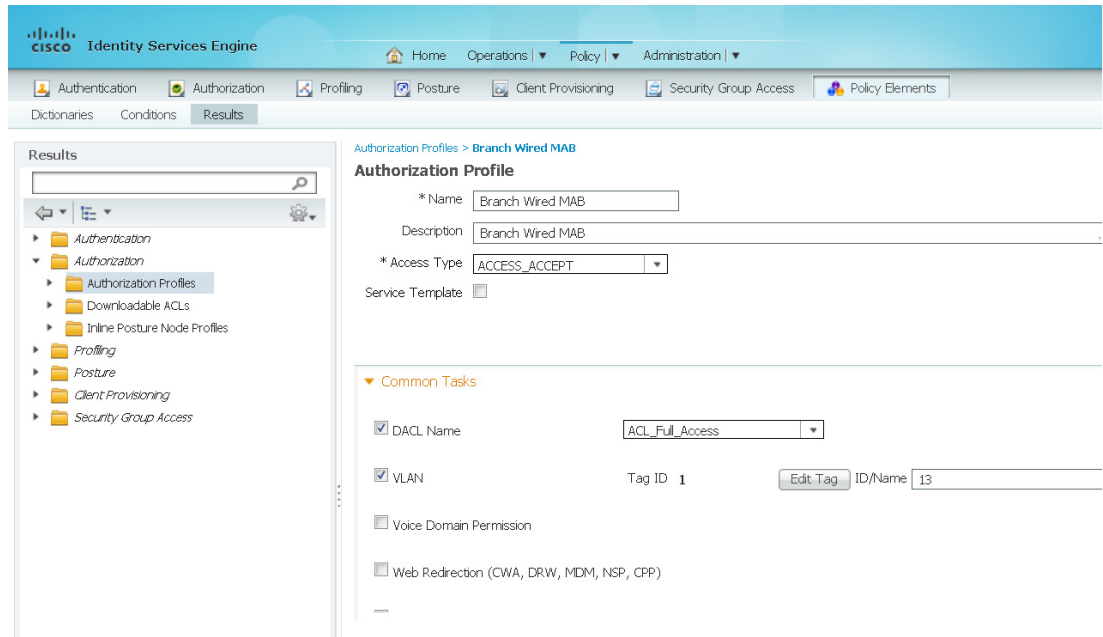 CISCO Identity Services Engine
Home Operations | ▼ Policy | ▼ Administration | ▼
Authentication Authorization Profiling Posture Client Provisioning Security Group Access Policy Elements
Dictionaries Conditions Results
Results
Authentication
Authorization
Authorization Profiles
Downloadable ACLs
Inline Posture Node Profiles
Profiling
Posture
Client Provisioning
Security Group Access
Authorization Profiles > Branch Wired MAB
Authorization Profile
* Name Branch Wired MAB
Description Branch Wired MAB
* Access Type ACCESS_ACCEPT
Service Template
Common Tasks
DACL Name ACL_Full_Access
VLAN Tag ID 1 Edit Tag ID/Name 13
Voice Domain Permission
Web Redirection (CWA, DRW, MDM, NSP, CPP)